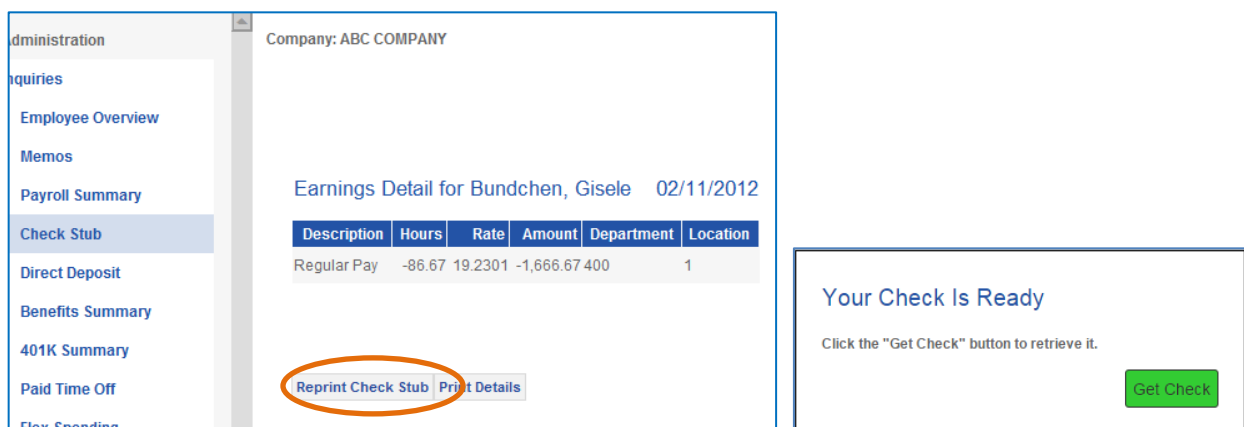 dministration
nquiries
Employee Overview
Memos
Payroll Summary
Check Stub
Direct Deposit
Benefits Summary
401K Summary
Paid Time Off
Flex Spending
Company: ABC COMPANY
Earnings Detail for Bundchen, Gisele 02/11/2012
Description Hours Rate Amount Department Location
Regular Pay -86.67 19.2301 -1,666.67 400 1
Reprint Check Stub Print Details
Your Check Is Ready
Click the "Get Check" button to retrieve it.
Get Check